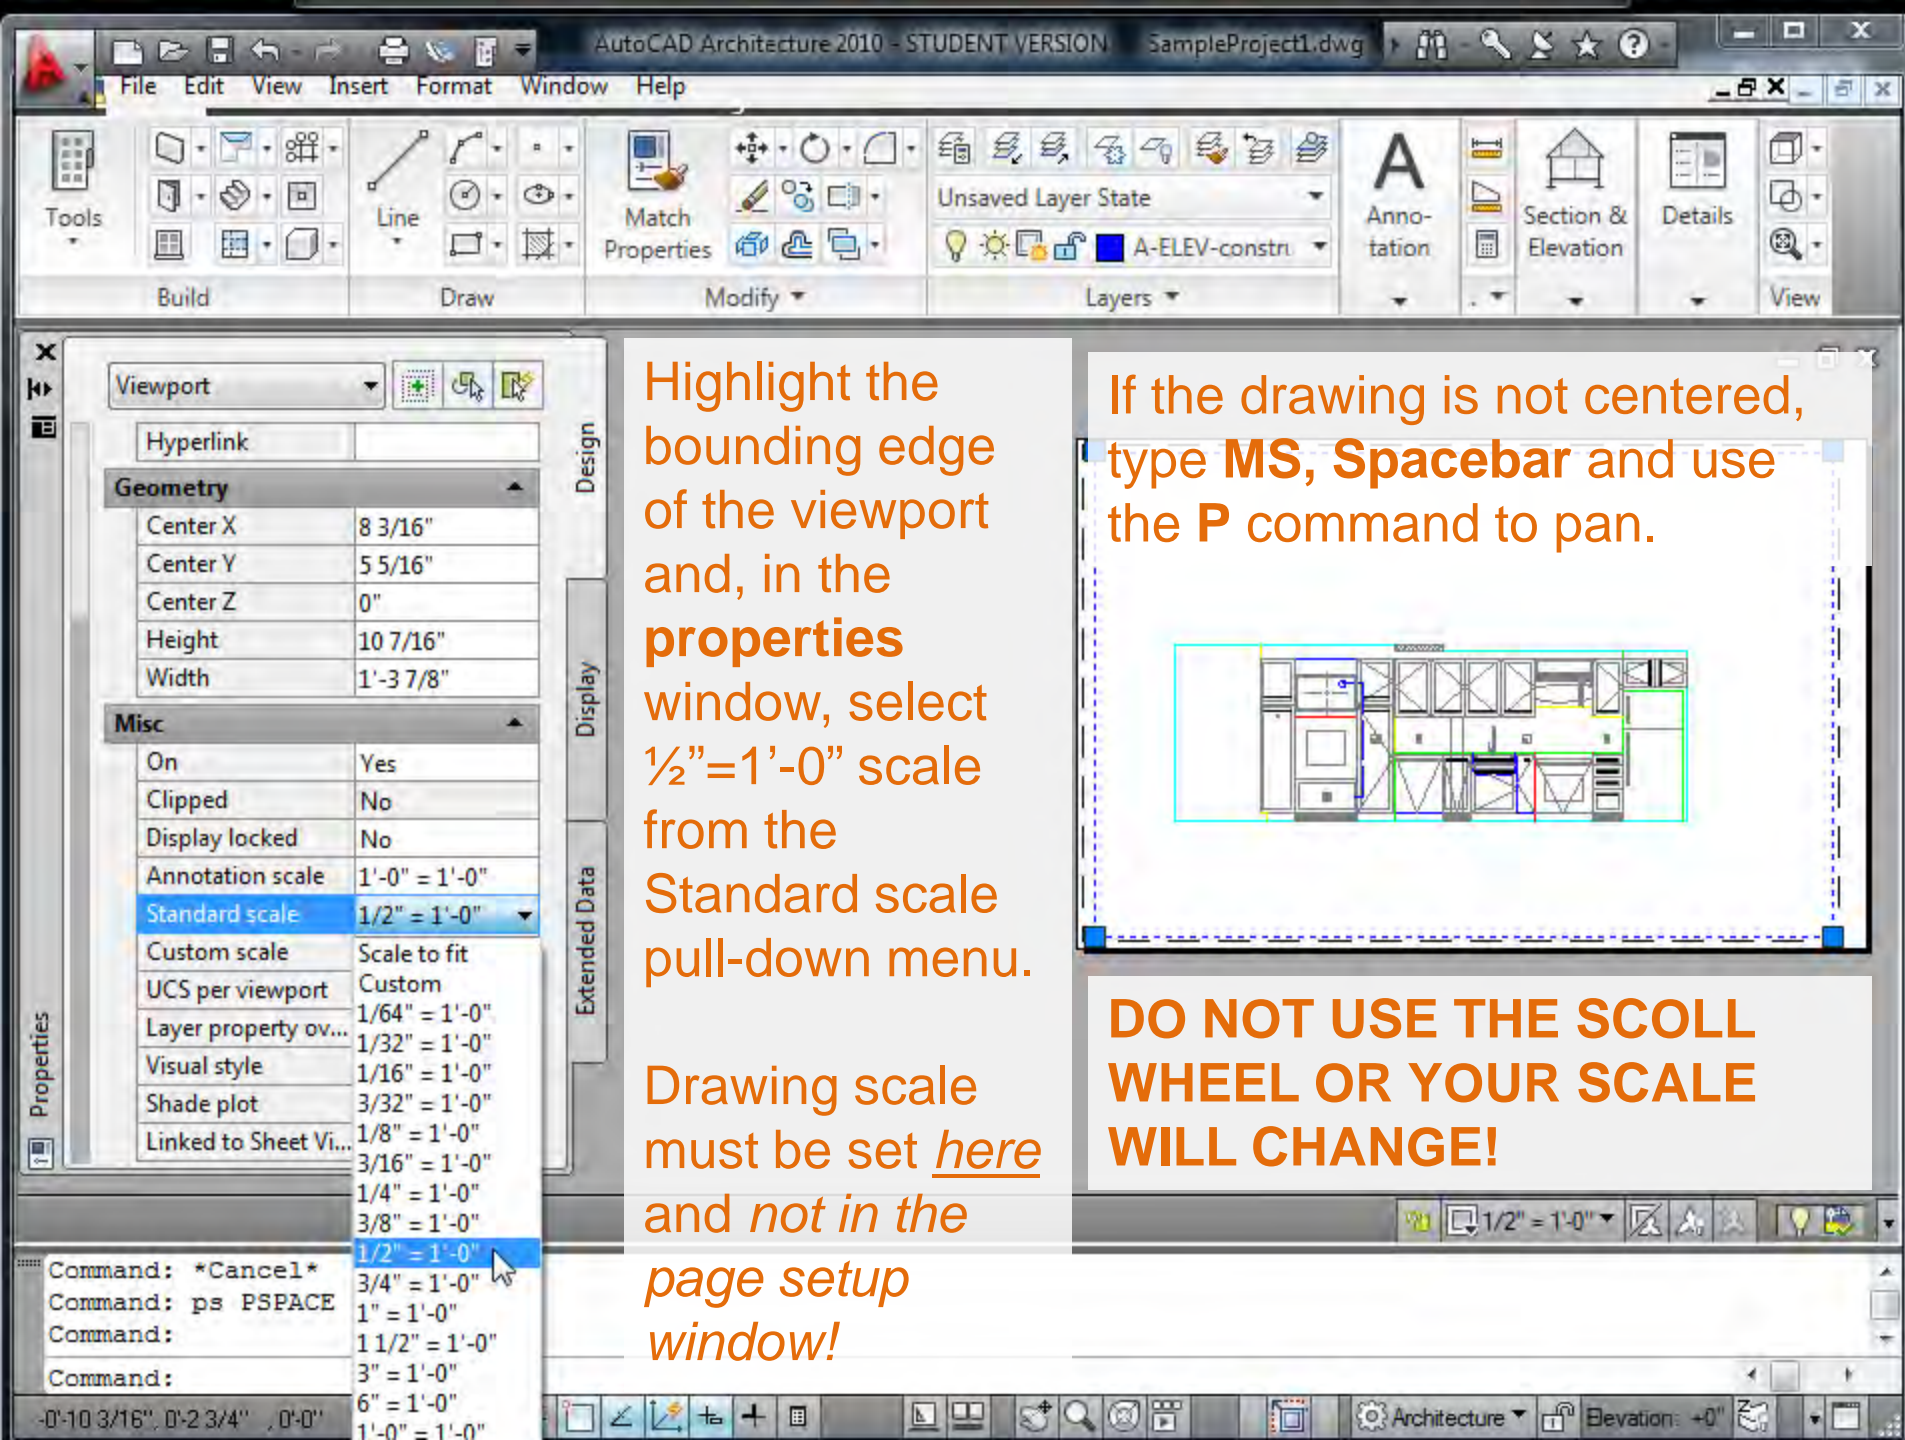 AutoCAD Architecture 2010 - STUDENT VERSION SampleProject1.dwg
File Edit View Insert Format Window Help
Tools
Line
Match
Properties
Unsaved Layer State
A-ELEV-constru
Anno-
tation
Section &
Elevation
Details
Build Draw Modify Layers View
Viewport
Hyperlink
Geometry
Center X 8 3/16"
Center Y 5 5/16"
Center Z 0"
Height 10 7/16"
Width 1'-3 7/8"
Misc
On Yes
Clipped No
Display locked No
Annotation scale 1'-0" = 1'-0"
Standard scale 1/2" = 1'-0"
Custom scale
UCS per viewport
Layer property ov...
Visual style
Shade plot
Linked to Sheet Vi...
Scale to fit
Custom
1/64" = 1'-0"
1/32" = 1'-0"
1/16" = 1'-0"
3/32" = 1'-0"
1/8" = 1'-0"
3/16" = 1'-0"
1/4" = 1'-0"
3/8" = 1'-0"
1/2" = 1'-0"
3/4" = 1'-0"
1" = 1'-0"
1 1/2" = 1'-0"
3" = 1'-0"
6" = 1'-0"
1'-0" = 1'-0"
Design
Display
Extended Data
Properties
Highlight the
bounding edge
of the viewport
and, in the
properties
window, select
½”=1’-0” scale
from the
Standard scale
pull-down menu.
Drawing scale
must be set here
and not in the
page setup
window!
If the drawing is not centered,
type MS, Spacebar and use
the P command to pan.
DO NOT USE THE SCOLL
WHEEL OR YOUR SCALE
WILL CHANGE!
1/2" = 1'-0"
Command: *Cancel*
Command: ps PSPACE
Command:
Command:
-0'-10 3/16", 0'-2 3/4" , 0'-0"
Architecture
Elevation: +0"